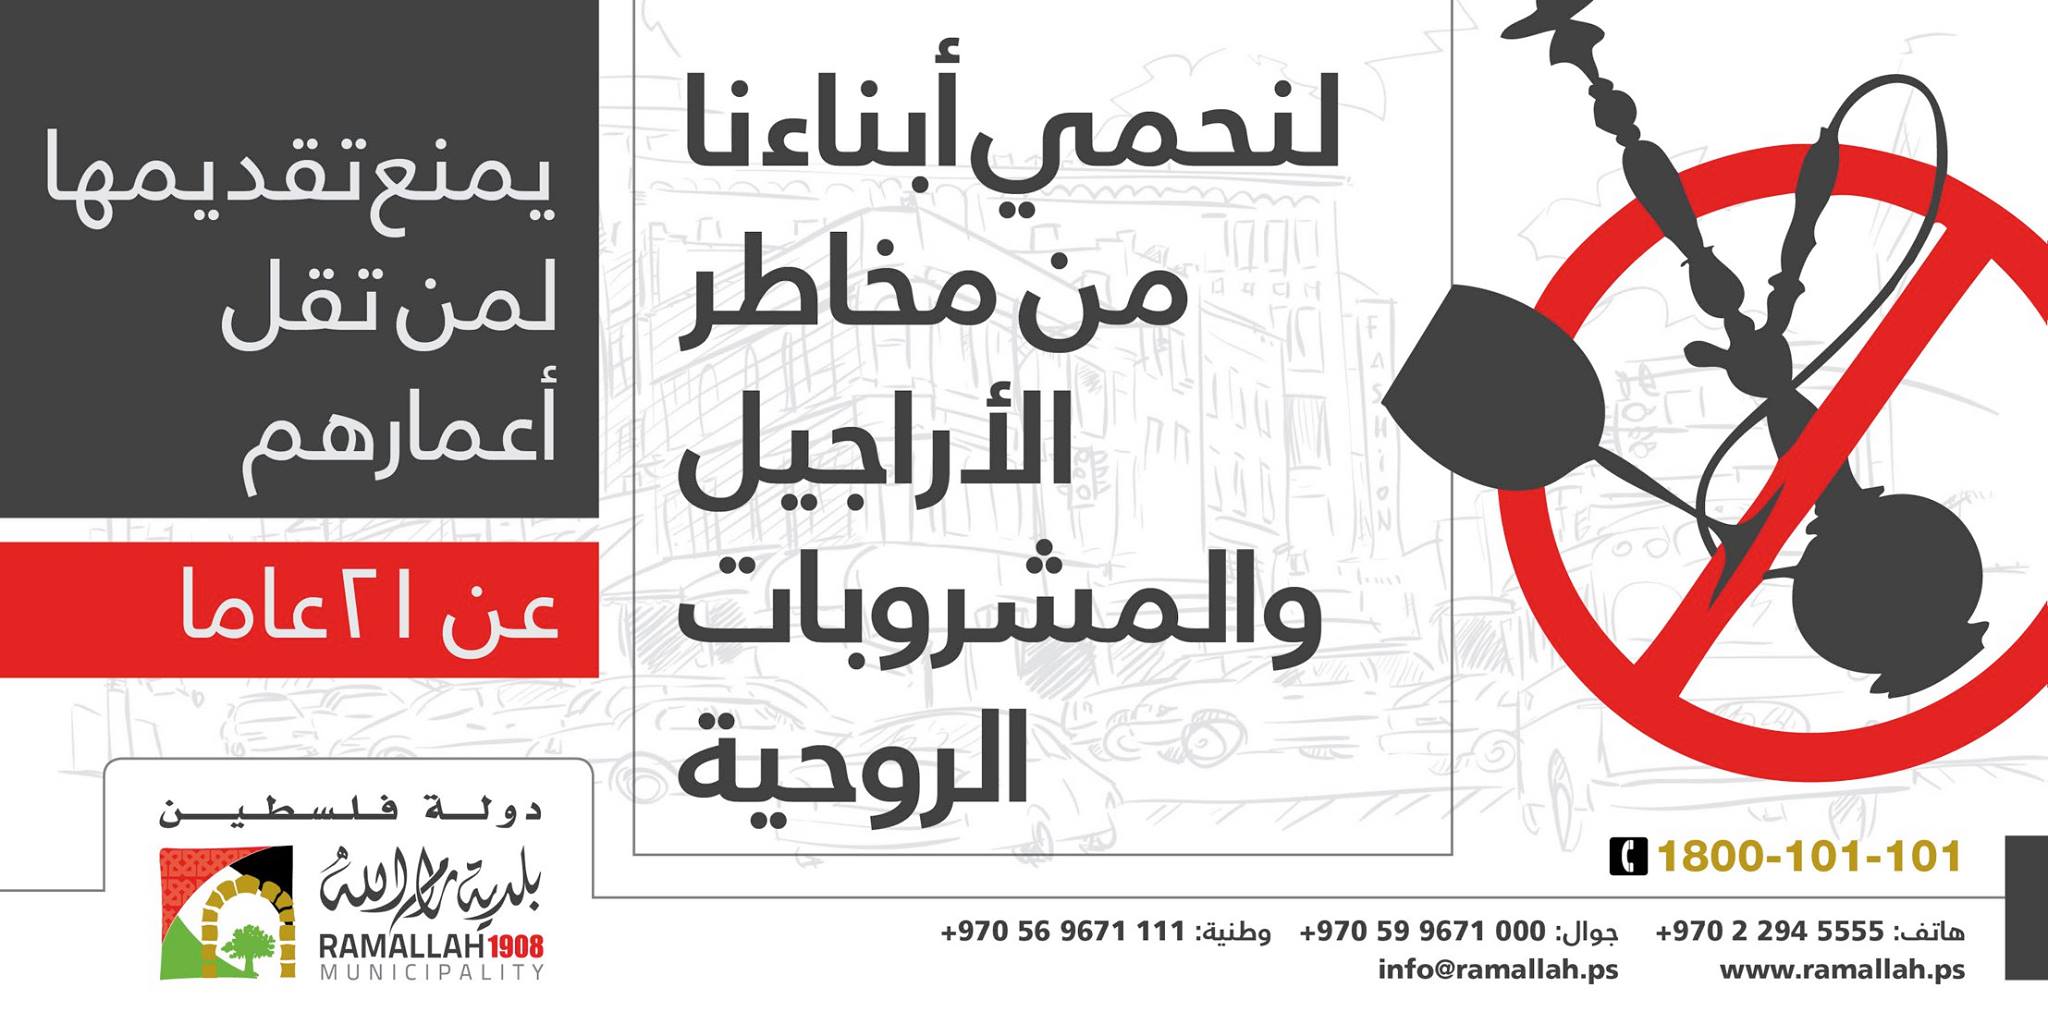 لنحمي أبناءنا
من مخاطر
الأراجيل
والمشروبات
الروحية
يمنع تقديمها
لمن تقل
أعمارهم
عن ٢١ عاما
1800-101-101
هاتف: 5555 294 2 970+ جوال: 000 9671 59 970+ وطنية: 111 9671 56 970+
www.ramallah.ps info@ramallah.ps
دولة فلسطين
بلدية رام الله
RAMALLAH 1908
MUNICIPALITY
FASHION